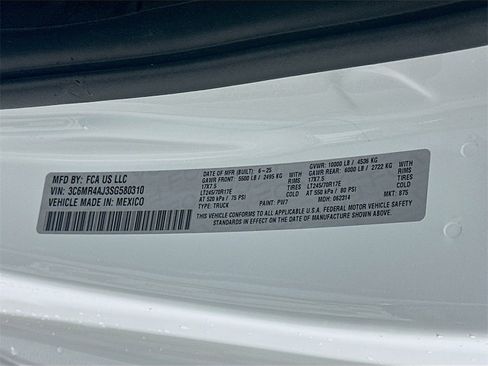 MFD BY: FCA US LLC
VIN: 3C6MR4AJ3SG580310
VEHICLE MADE IN: MEXICO
DATE OF MFR (BUILT): 6-25
GAWR FRONT: 5500 LB / 2495 KG WITH
17X7.5 RIMS
LT245/70R17E TIRES
AT 520 kPa / 75 PSI COLD
TYPE: TRUCK PAINT: PW7
GVWR: 10000 LB / 4536 KG
GAWR REAR: 6000 LB / 2722 KG WITH
17X7.5 RIMS
LT245/70R17E TIRES
AT 550 kPa / 80 PSI COLD
MDH: 062314 MKT: 875
THIS VEHICLE CONFORMS TO ALL APPLICABLE U.S.A. FEDERAL MOTOR VEHICLE SAFETY
STANDARDS IN EFFECT ON THE DATE OF MANUFACTURE SHOWN ABOVE.